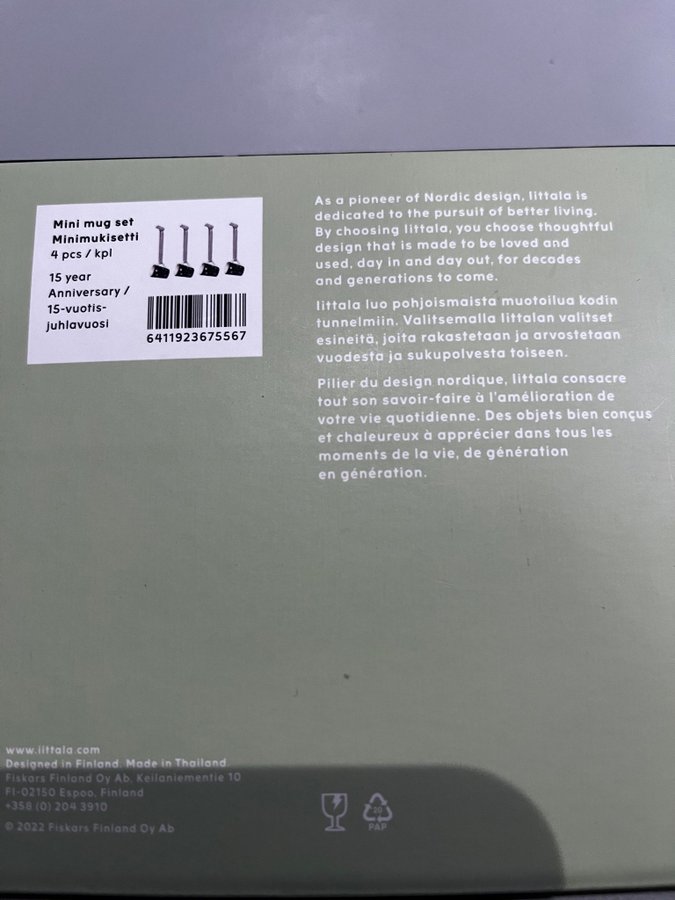 Mini mug set
Minimukisetti
4 pcs / kpl
15 year
Anniversary /
15-vuotis-
juhlavuosi
6411923675567
As a pioneer of Nordic design, Iittala is
dedicated to the pursuit of better living.
By choosing Iittala, you choose thoughtful
design that is made to be loved and
used, day in and day out, for decades
and generations to come.
Iittala luo pohjoismaista muotoilua kodin
tunnelmiin. Valitsemalla Iittalan valitset
esineitä, joita rakastetaan ja arvostetaan
vuodesta ja sukupolvesta toiseen.
Pilier du design nordique, Iittala consacre
tout son savoir-faire à l'amélioration de
votre vie quotidienne. Des objets bien conçus
et chaleureux à apprécier dans tous les
moments de la vie, de génération
en génération.
www.iittala.com
Designed in Finland. Made in Thailand.
Fiskars Finland Oy Ab, Keilaniementie 10
FI-02150 Espoo, Finland
+358 (0) 204 3910
© 2022 Fiskars Finland Oy Ab
20
PAP